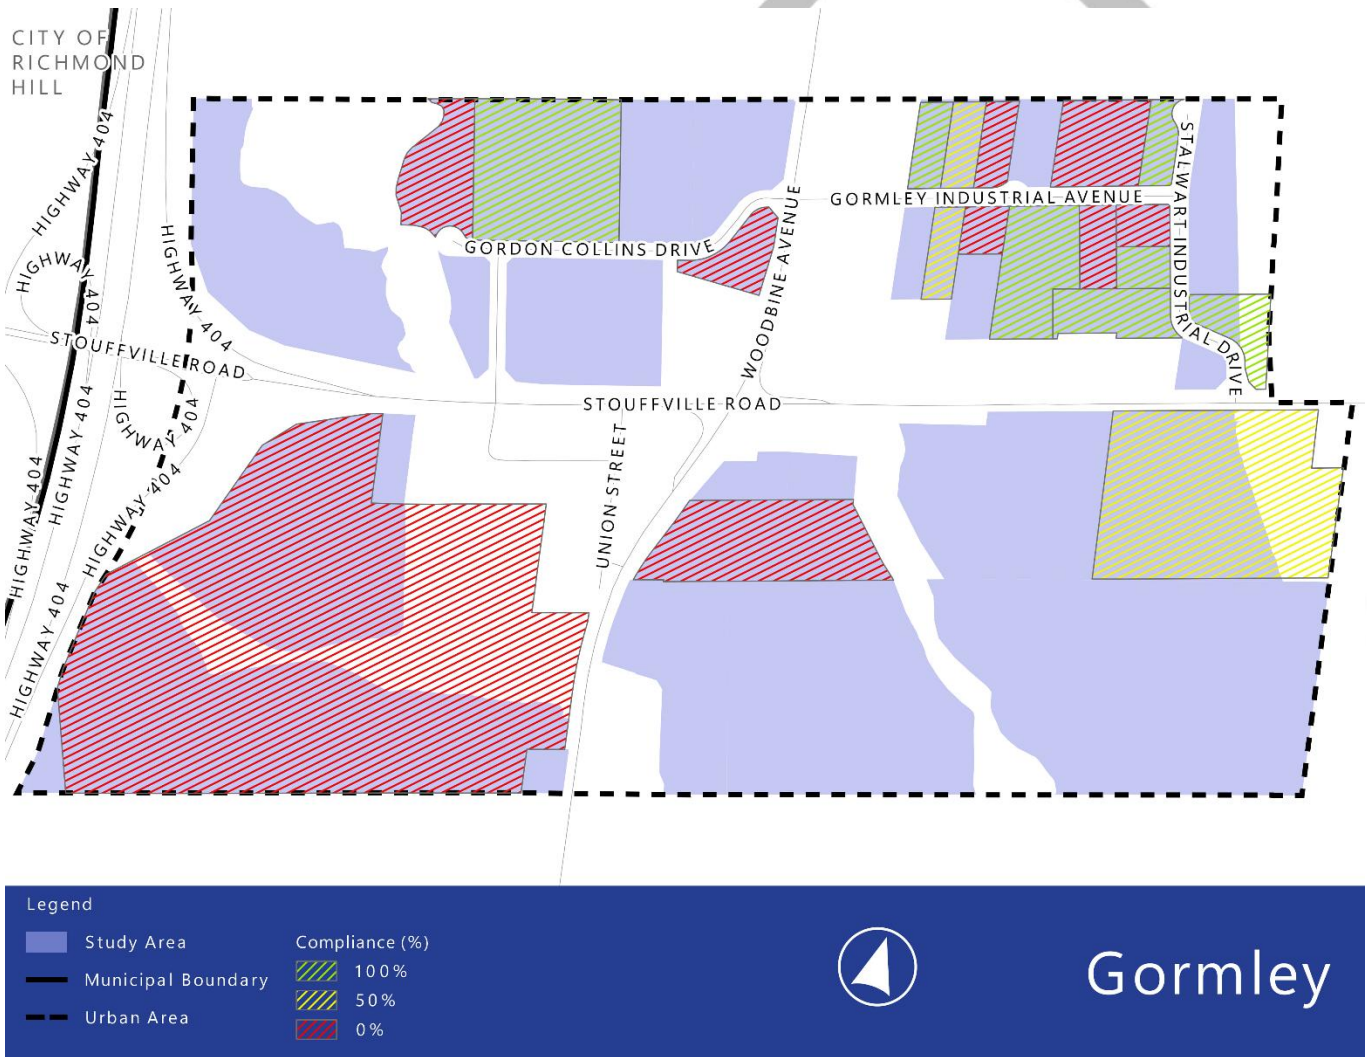 CITY OF
RICHMOND
HILL
HIGHWAY 404
HIGHWAY 404
HIGHWAY 404
STOUFFVILLE ROAD
HIGHWAY 404
HIGHWAY 404
HIGHWAY 404
HIGHWAY 404
HIGHWAY 404
HIGHWAY 404
GORDON COLLINS DRIVE
WOODBINE AVENUE
GORMLEY INDUSTRIAL AVENUE
STALWART INDUSTRIAL DRIVE
STOUFFVILLE ROAD
UNION STREET
Legend
Study Area
Municipal Boundary
Urban Area
Compliance (%)
100%
50%
0%
Gormley